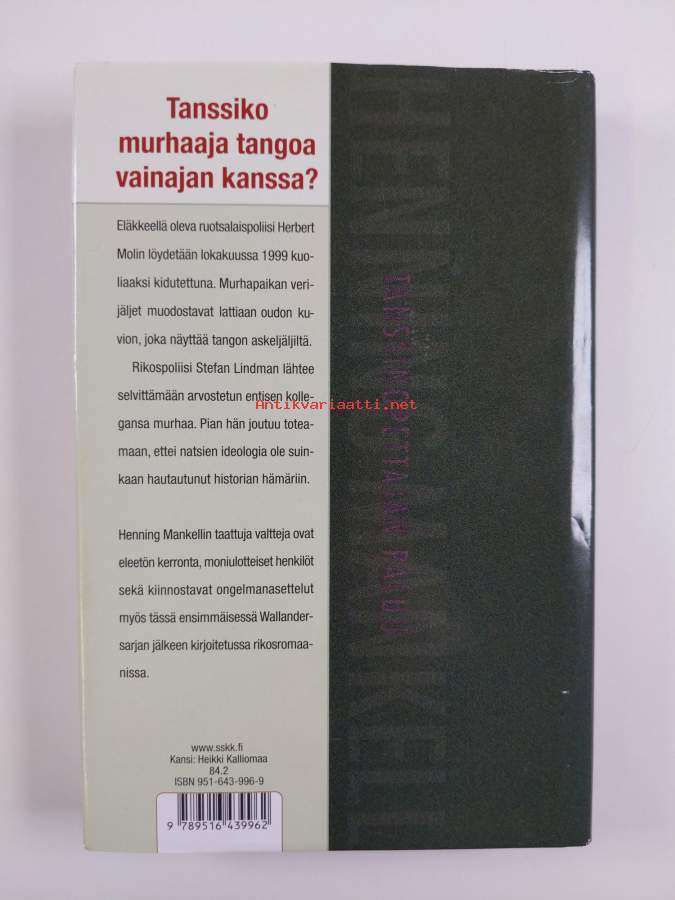 Tanssiko
murhaaja tangoa
vainajan kanssa?
Eläkkeellä oleva ruotsalaispoliisi Herbert
Molin löydetään lokakuussa 1999 kuo-
liaaksi kidutettuna. Murhapaikan veri-
jäljet muodostavat lattiaan oudon ku-
vion, joka näyttää tangon askeljäljiltä.
Rikospoliisi Stefan Lindman lähtee
selvittämään arvostetun entisen kolle-
gansa murhaa. Pian hän joutuu totea-
maan, ettei natsien ideologia ole suin-
kaan hautautunut historian hämäriin.
Henning Mankellin taattuja valtteja ovat
eleetön kerronta, moniulotteiset henkilöt
sekä kiinnostavat ongelmanasettelut
myös tässä ensimmäisessä Wallander-
sarjan jälkeen kirjoitetussa rikosromaa-
nissa.
www.sskk.fi
Kansi: Heikki Kalliomaa
84.2
ISBN 951-643-996-9
9 789516 439962
HENNING MANKELL
TANSSINOPETTAJAN PALUU
Antikvariaatti.net